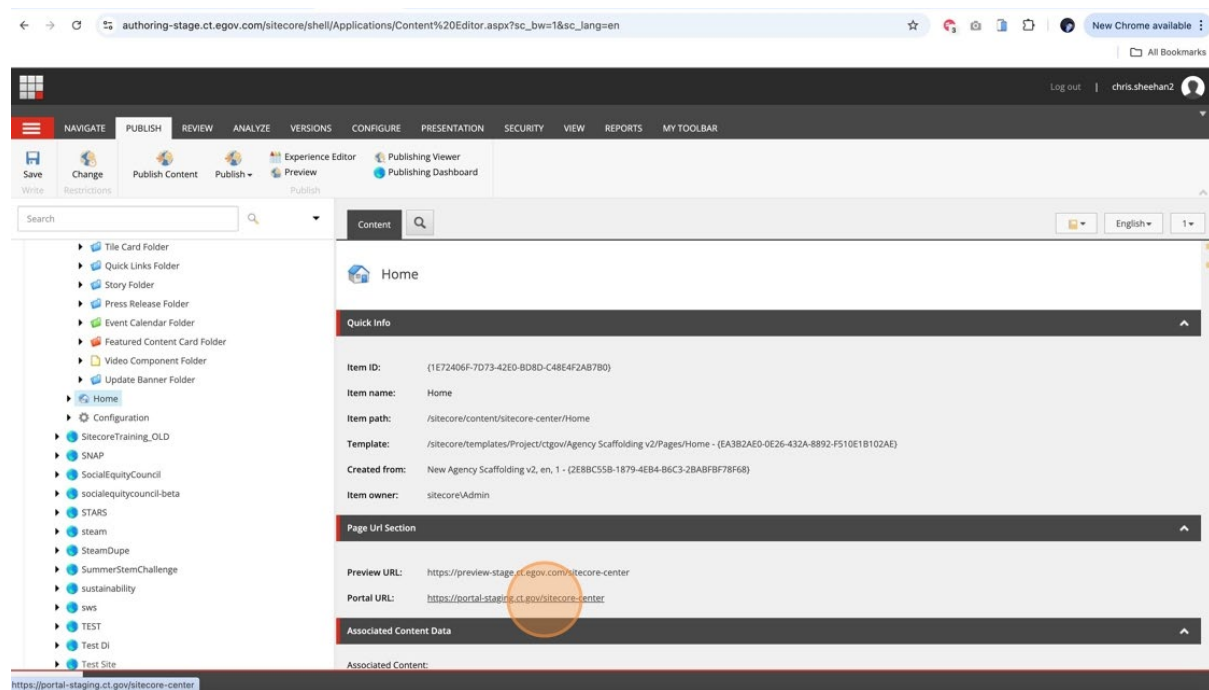 authoring-stage.ct.egov.com/sitecore/shell/Applications/Content%20Editor.aspx?sc_bw=1&sc_lang=en
3
New Chrome available
All Bookmarks
Log out | chris.sheehan2
NAVIGATE PUBLISH REVIEW ANALYZE VERSIONS CONFIGURE PRESENTATION SECURITY VIEW REPORTS MY TOOLBAR
Save
Write
Change
Restrictions
Publish Content
Publish
Experience Editor
Preview
Publishing Viewer
Publishing Dashboard
Publish
Search
Content
English
1
Tile Card Folder
Quick Links Folder
Story Folder
Press Release Folder
Event Calendar Folder
Featured Content Card Folder
Video Component Folder
Update Banner Folder
Home
Configuration
SitecoreTraining_OLD
SNAP
SocialEquityCouncil
socialequitycouncil-beta
STARS
steam
SteamDupe
SummerStemChallenge
sustainability
sws
TEST
Test Di
Test Site
Home
Quick Info
Item ID: {1E72406F-7D73-42E0-BD8D-C48E4F2AB7B0}
Item name: Home
Item path: /sitecore/content/sitecore-center/Home
Template: /sitecore/templates/Project/ctgov/Agency Scaffolding v2/Pages/Home - {EA3B2AE0-0E26-432A-8892-F510E1B102AE}
Created from: New Agency Scaffolding v2, en, 1 - {2E8BC55B-1879-4EB4-B6C3-2BABFBF78F68}
Item owner: sitecore\Admin
Page Url Section
Preview URL: https://preview-stage.ct.egov.com/sitecore-center
Portal URL: https://portal-staging.ct.gov/sitecore-center
Associated Content Data
Associated Content:
https://portal-staging.ct.gov/sitecore-center